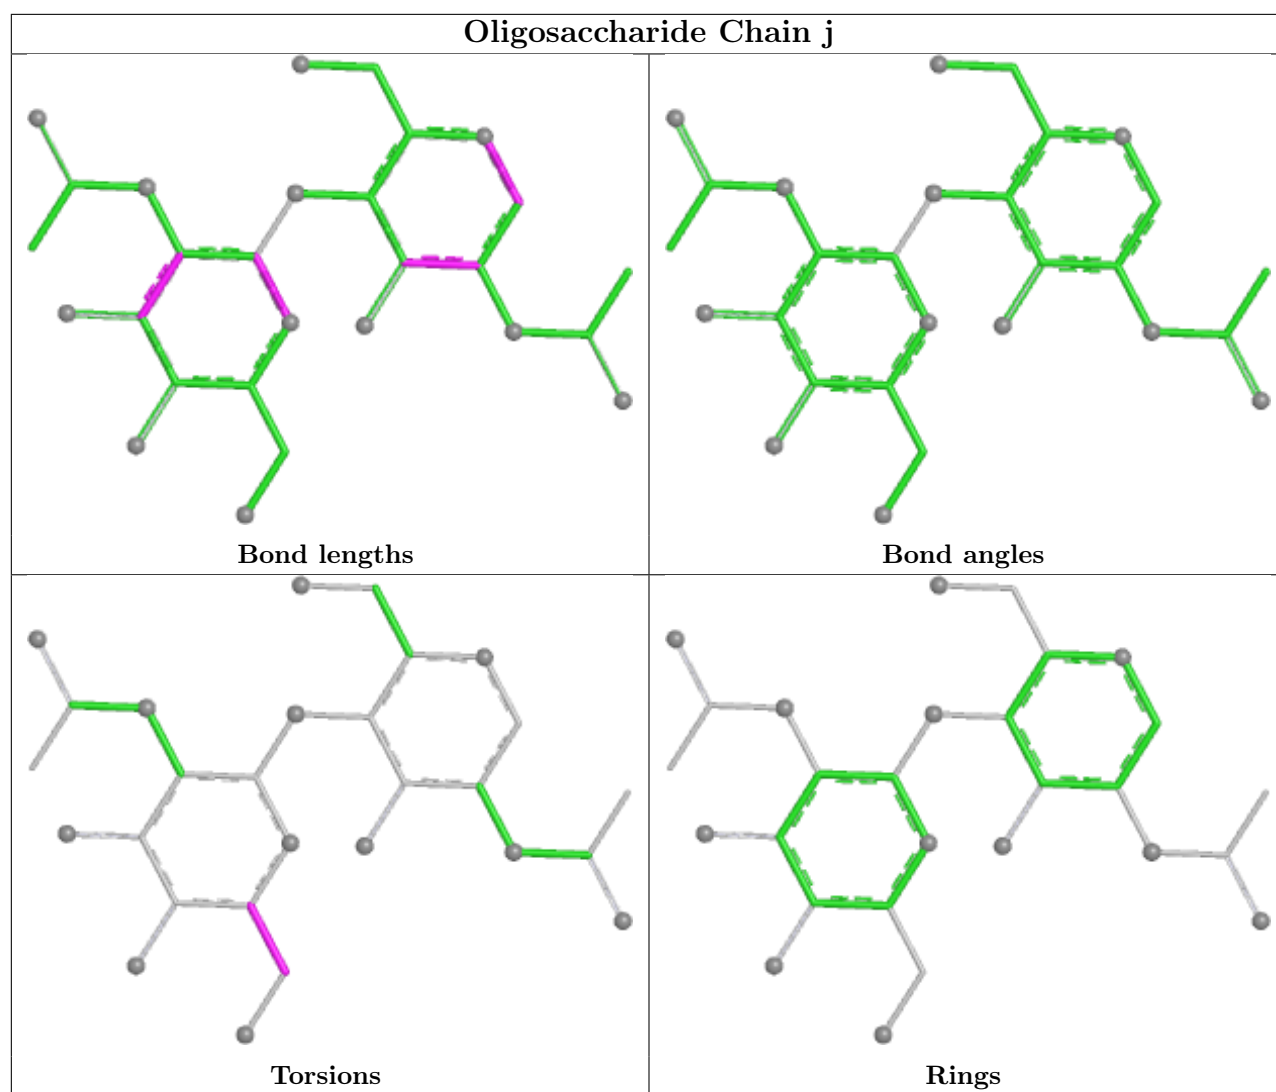 Oligosaccharide Chain j
Bond lengths
Bond angles
Torsions
Rings